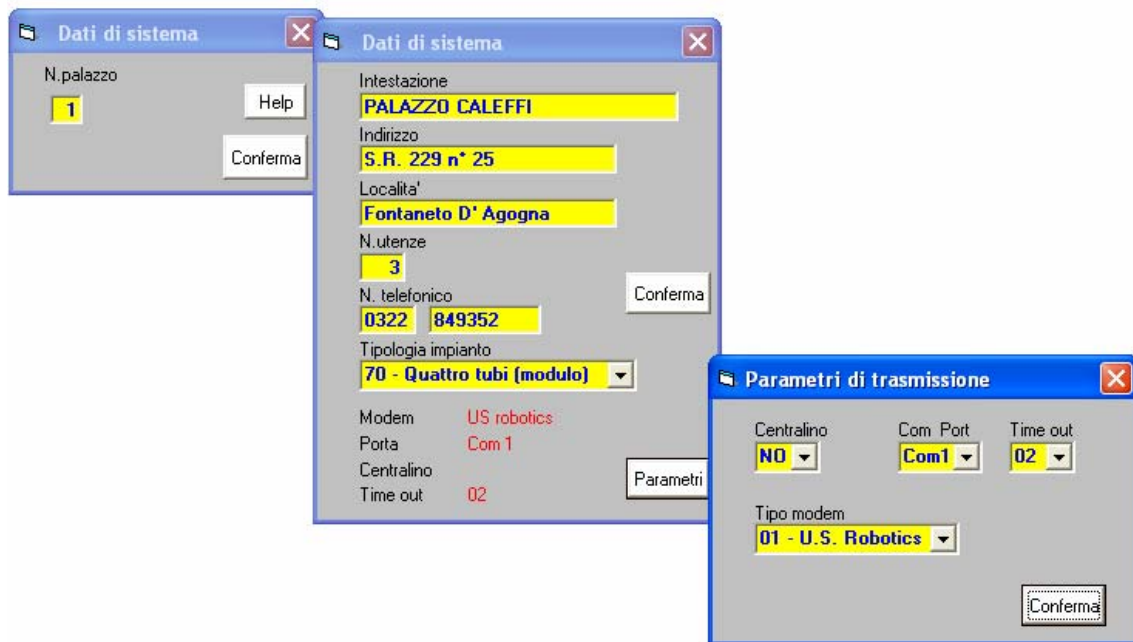 Dati di sistema
N.palazzo
1
Help
Conferma
Dati di sistema
Intestazione
PALAZZO CALEFFI
Indirizzo
S.R. 229 n° 25
Localita'
Fontaneto D' Agogna
N.utenze
3
N. telefonico
0322 849352
Conferma
Tipologia impianto
70 - Quattro tubi (modulo)
Modem US robotics
Porta Com 1
Centralino
Time out 02
Parametri
Parametri di trasmissione
Centralino Com Port Time out
NO Com1 02
Tipo modem
01 - U.S. Robotics
Conferma